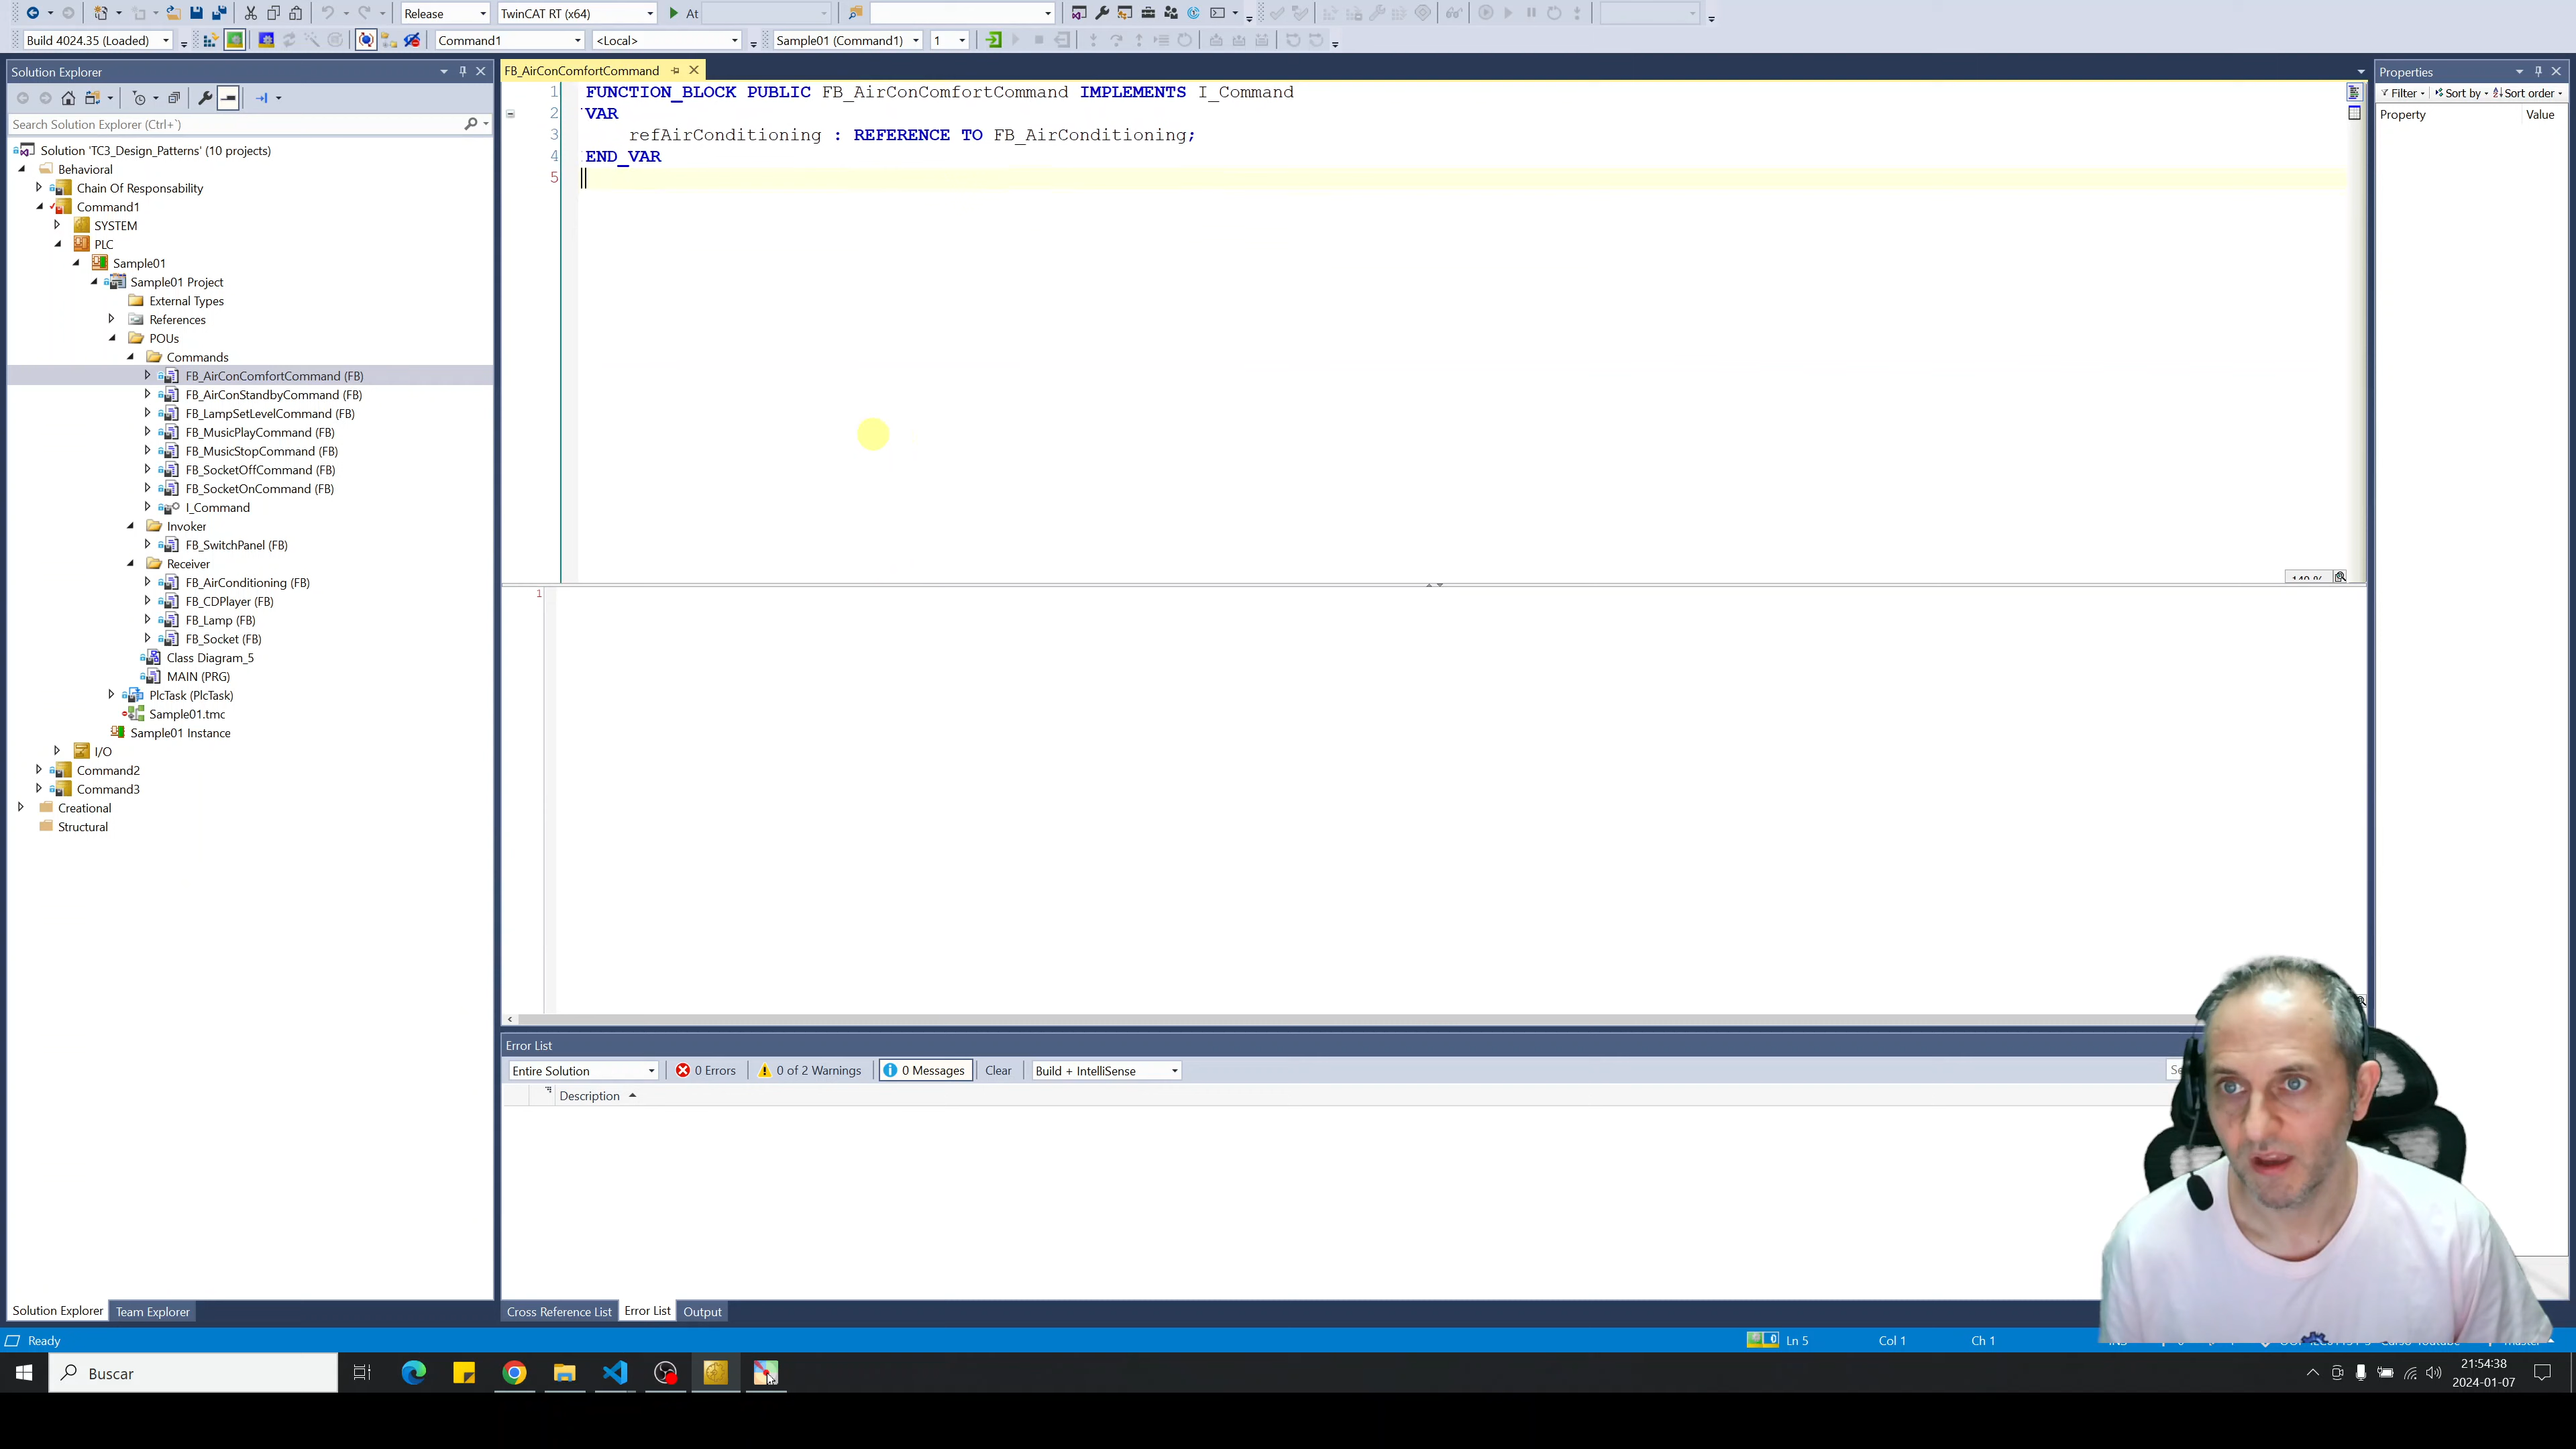 Release
TwinCAT RT (x64)
At
Build 4024.35 (Loaded)
Command1
<Local>
Sample01 (Command1)
1
Solution Explorer
Search Solution Explorer (Ctrl+`)
Solution 'TC3_Design_Patterns' (10 projects)
Behavioral
Chain Of Responsability
Command1
SYSTEM
PLC
Sample01
Sample01 Project
External Types
References
POUs
Commands
FB_AirConComfortCommand (FB)
FB_AirConStandbyCommand (FB)
FB_LampSetLevelCommand (FB)
FB_MusicPlayCommand (FB)
FB_MusicStopCommand (FB)
FB_SocketOffCommand (FB)
FB_SocketOnCommand (FB)
I_Command
Invoker
FB_SwitchPanel (FB)
Receiver
FB_AirConditioning (FB)
FB_CDPlayer (FB)
FB_Lamp (FB)
FB_Socket (FB)
Class Diagram_5
MAIN (PRG)
PlcTask (PlcTask)
Sample01.tmc
Sample01 Instance
I/O
Command2
Command3
Creational
Structural
Solution Explorer
Team Explorer
FB_AirConComfortCommand
1 FUNCTION_BLOCK PUBLIC FB_AirConComfortCommand IMPLEMENTS I_Command
2 VAR
3 refAirConditioning : REFERENCE TO FB_AirConditioning;
4 END_VAR
5
1
Error List
Entire Solution
0 Errors
0 of 2 Warnings
0 Messages
Clear
Build + IntelliSense
Description
Cross Reference List
Error List
Output
Properties
Filter
Sort by
Sort order
Property
Value
Ready
0
Ln 5
Col 1
Ch 1
Buscar
21:54:38
2024-01-07